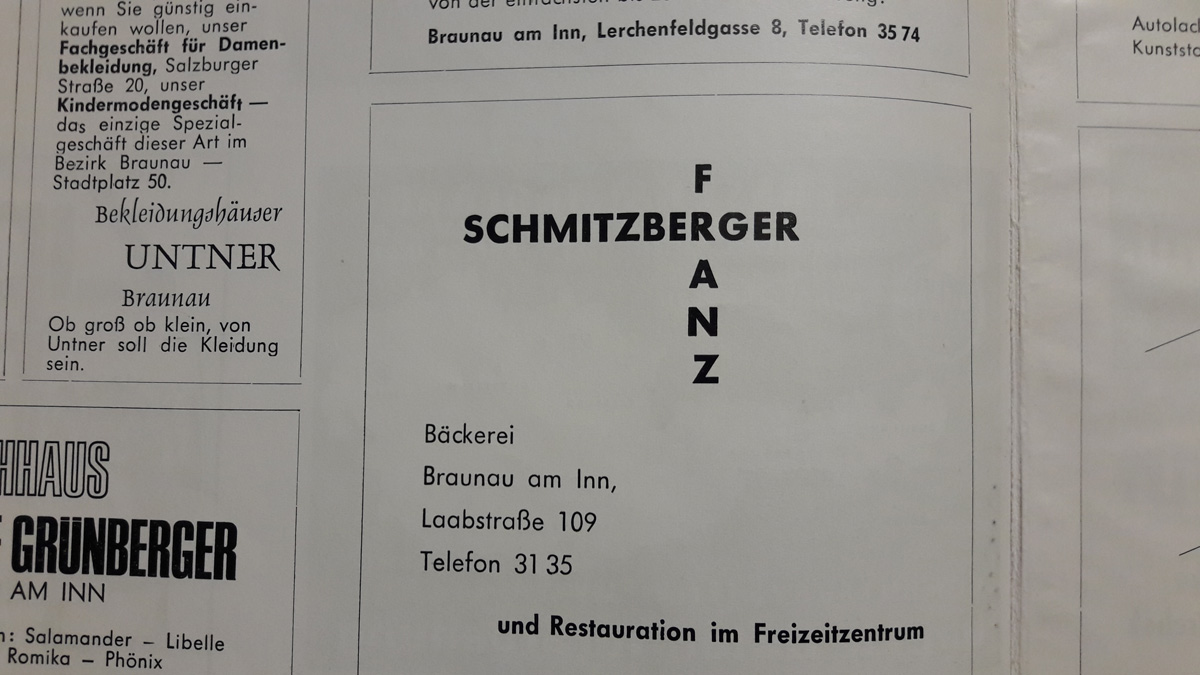 wenn Sie günstig ein-
kaufen wollen, unser
Fachgeschäft für Damen-
bekleidung, Salzburger
Straße 20, unser
Kindermodengeschäft —
das einzige Spezial-
geschäft dieser Art im
Bezirk Braunau —
Stadtplatz 50.
Bekleidungshäuser
UNTNER
Braunau
Ob groß ob klein, von
Untner soll die Kleidung
sein.
GRÜNBERGER
AM INN
Salamander – Libelle
Romika – Phönix
von der einfachsten
Braunau am Inn, Lerchenfeldgasse 8, Telefon 35 74
F
SCHMITZBERGER
A
N
Z
Bäckerei
Braunau am Inn,
Laabstraße 109
Telefon 31 35
und Restauration im Freizeitzentrum